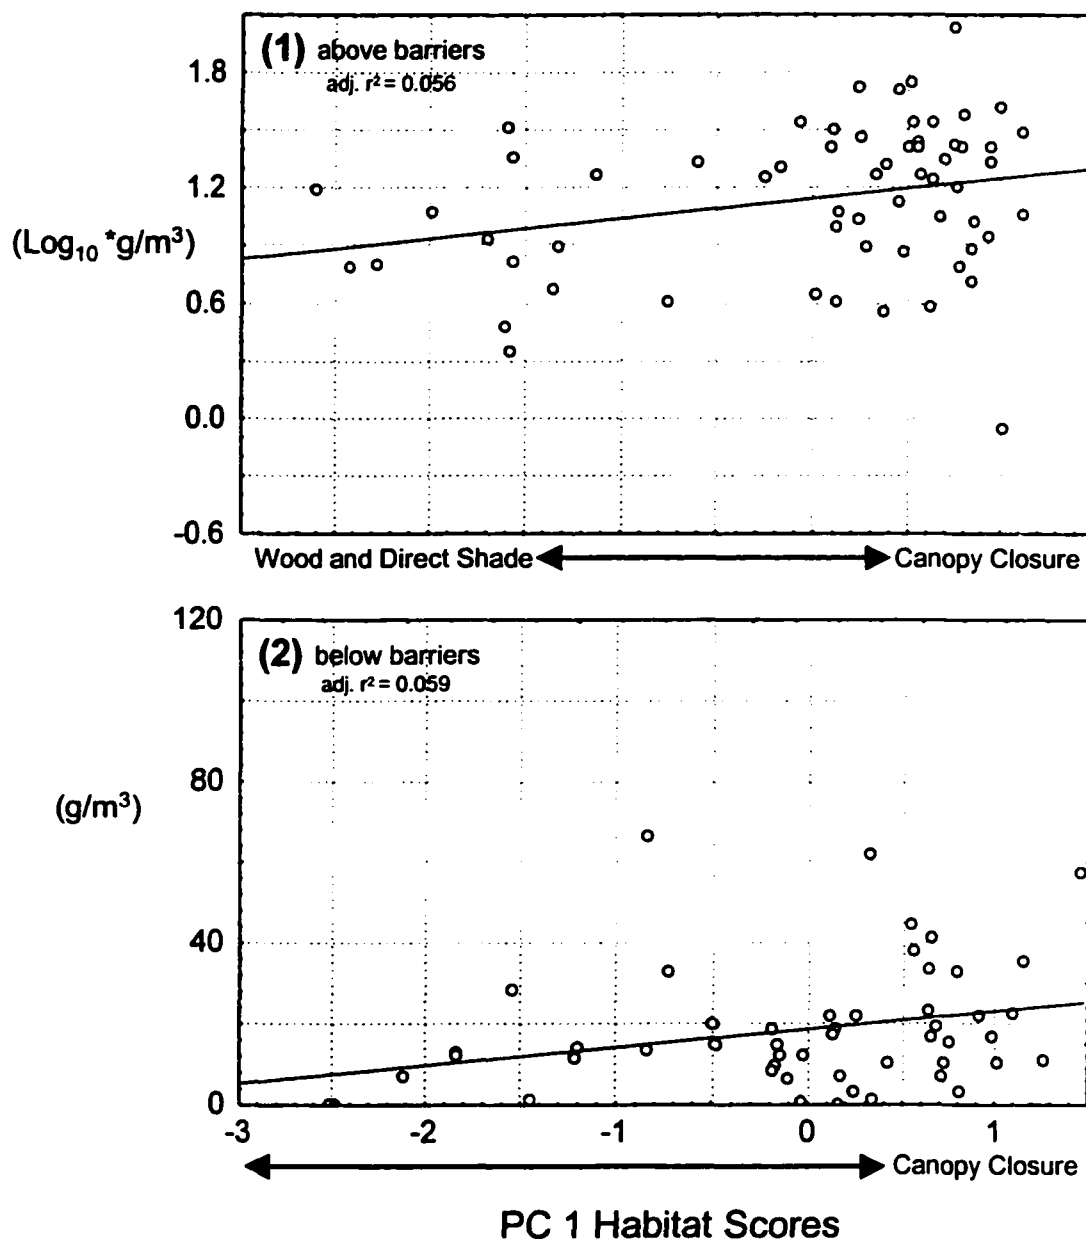 (1) above barriers
adj. r² = 0.056
1.8
1.2
(Log₁₀ *g/m³)
0.6
0.0
-0.6
Wood and Direct Shade Canopy Closure
120
(2) below barriers
adj. r² = 0.059
80
(g/m³)
40
0
-3 -2 -1 0 1
Canopy Closure
PC 1 Habitat Scores